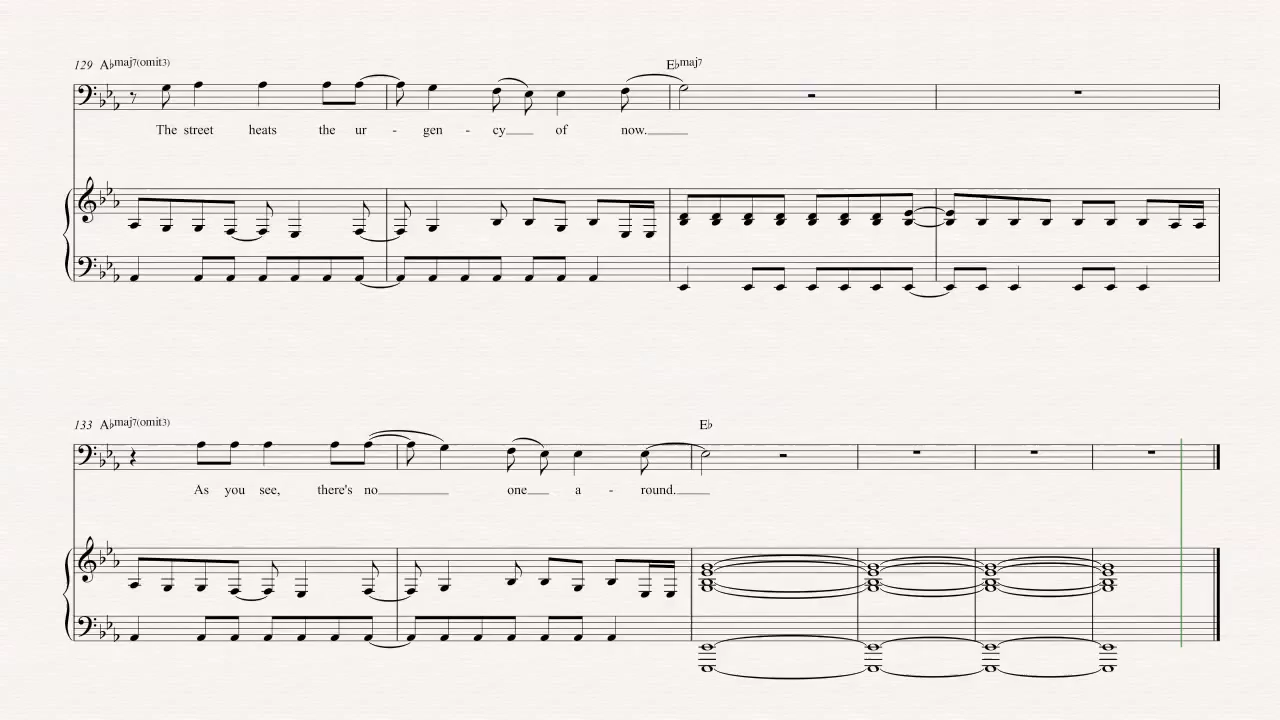 129 A♭maj7(omit3) E♭maj7
The street heats the ur - gen - cy of now.
133 A♭maj7(omit3) E♭
As you see, there's no one a - round.